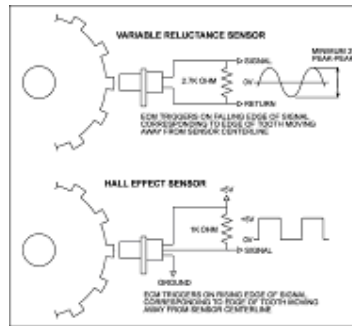 VARIABLE RELUCTANCE SENSOR
SIGNAL
MINIMUM 2
PEAK-PEAK
2.7K OHM
0V
RETURN
ECM TRIGGERS ON FALLING EDGE OF SIGNAL
CORRESPONDING TO EDGE OF TOOTH MOVING
AWAY FROM SENSOR CENTERLINE
HALL EFFECT SENSOR
+5V
1K OHM
+5V
0V
SIGNAL
GROUND
ECM TRIGGERS ON RISING EDGE OF SIGNAL
CORRESPONDING TO EDGE OF TOOTH MOVING
AWAY FROM SENSOR CENTERLINE